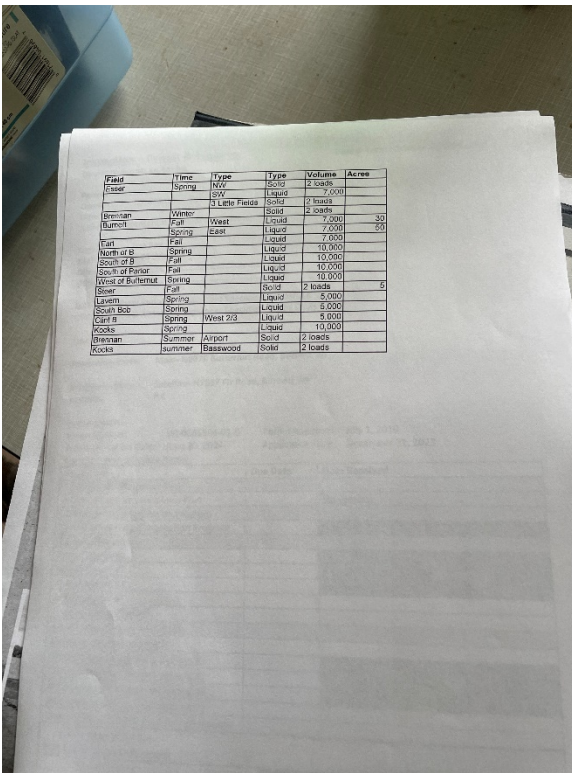 Field Time Type Type Volume Acres
Esser Spring NW Solid 2 loads
SW Liquid 7,000
3 Little Fields Solid 2 loads
Brennan Winter Solid 2 loads
Burnett Fall West Liquid 7,000 30
Spring East Liquid 7,000 50
Earl Fall Liquid 7,000
North of B Spring Liquid 10,000
South of B Fall Liquid 10,000
South of Parlor Fall Liquid 10,000
West of Butternut Spring Liquid 10,000
Steer Fall Solid 2 loads 5
Lavern Spring Liquid 5,000
South Bob Spring Liquid 5,000
Clint B Spring West 2/3 Liquid 5,000
Kocks Spring Liquid 10,000
Brennan Summer Airport Solid 2 loads
Kocks summer Basswood Solid 2 loads